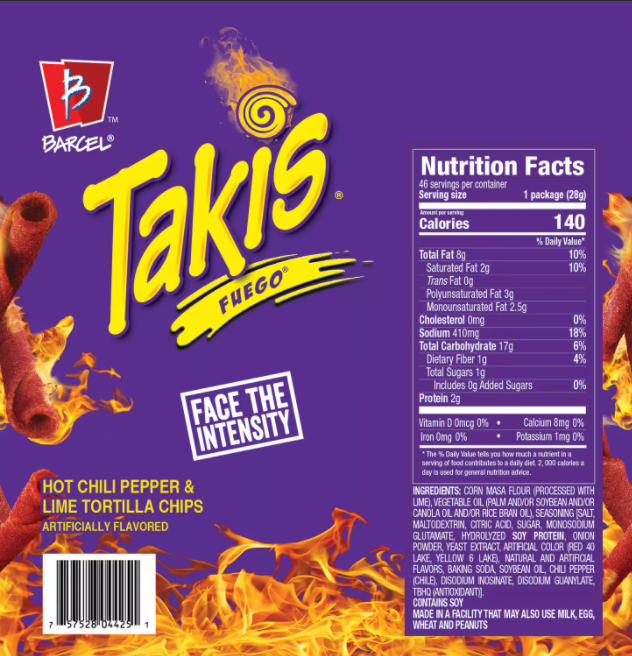 B
TM
BARCEL®
Takis®
FUEGO®
FACE THE
INTENSITY
HOT CHILI PEPPER &
LIME TORTILLA CHIPS
ARTIFICIALLY FLAVORED
7 57528 04425 1
Nutrition Facts
46 servings per container
Serving size 1 package (28g)
Amount per serving
Calories 140
% Daily Value*
Total Fat 8g 10%
Saturated Fat 2g 10%
Trans Fat 0g
Polyunsaturated Fat 3g
Monounsaturated Fat 2.5g
Cholesterol 0mg 0%
Sodium 410mg 18%
Total Carbohydrate 17g 6%
Dietary Fiber 1g 4%
Total Sugars 1g
Includes 0g Added Sugars 0%
Protein 2g
Vitamin D 0mcg 0% • Calcium 8mg 0%
Iron 0mg 0% • Potassium 1mg 0%
* The % Daily Value tells you how much a nutrient in a
serving of food contributes to a daily diet. 2, 000 calories a
day is used for general nutrition advice.
INGREDIENTS: CORN MASA FLOUR (PROCESSED WITH
LIME), VEGETABLE OIL (PALM AND/OR SOYBEAN AND/OR
CANOLA OIL AND/OR RICE BRAN OIL), SEASONING [SALT,
MALTODEXTRIN, CITRIC ACID, SUGAR, MONOSODIUM
GLUTAMATE, HYDROLYZED SOY PROTEIN, ONION
POWDER, YEAST EXTRACT, ARTIFICIAL COLOR (RED 40
LAKE, YELLOW 6 LAKE), NATURAL AND ARTIFICIAL
FLAVORS, BAKING SODA, SOYBEAN OIL, CHILI PEPPER
(CHILE), DISODIUM INOSINATE, DISODIUM GUANYLATE,
TBHQ (ANTIOXIDANT)].
CONTAINS SOY
MADE IN A FACILITY THAT MAY ALSO USE MILK, EGG,
WHEAT AND PEANUTS